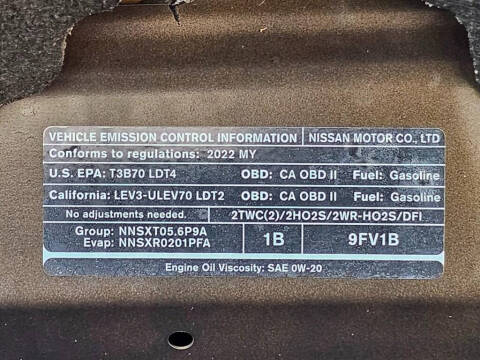 VEHICLE EMISSION CONTROL INFORMATION NISSAN MOTOR CO., LTD
Conforms to regulations: 2022 MY
U.S. EPA: T3B70 LDT4 OBD: CA OBD II Fuel: Gasoline
California: LEV3-ULEV70 LDT2 OBD: CA OBD II Fuel: Gasoline
No adjustments needed. 2TWC(2)/2HO2S/2WR-HO2S/DFI
Group: NNSXT05.6P9A
Evap: NNSXR0201PFA
1B 9FV1B
Engine Oil Viscosity: SAE 0W-20